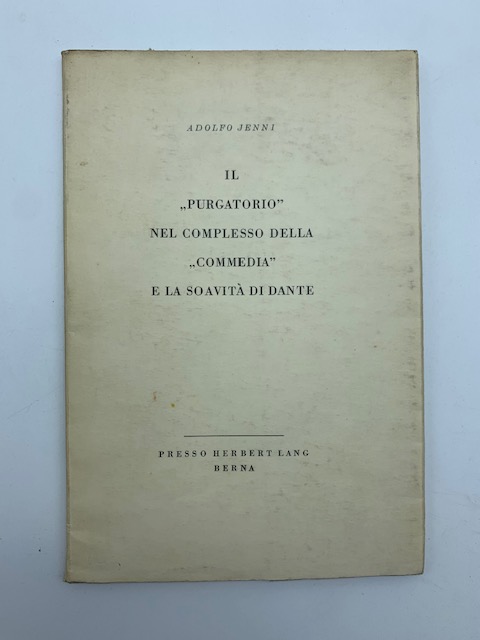 ADOLFO JENNI
IL
„PURGATORIO”
NEL COMPLESSO DELLA
„COMMEDIA”
E LA SOAVITÀ DI DANTE
PRESSO HERBERT LANG
BERNA